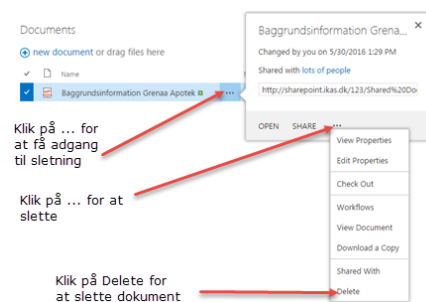 Documents
new document or drag files here
Name
Baggrundsinformation Grenaa Apotek
Baggrundsinformation Grena...
Changed by you on 5/30/2016 1:29 PM
Shared with lots of people
http://sharepoint.ikas.dk/123/Shared%20Do
OPEN SHARE ...
View Properties
Edit Properties
Check Out
Workflows
View Document
Download a Copy
Shared With
Delete
Klik på ... for
at få adgang
til sletning
Klik på ... for at
slette
Klik på Delete for
at slette dokument